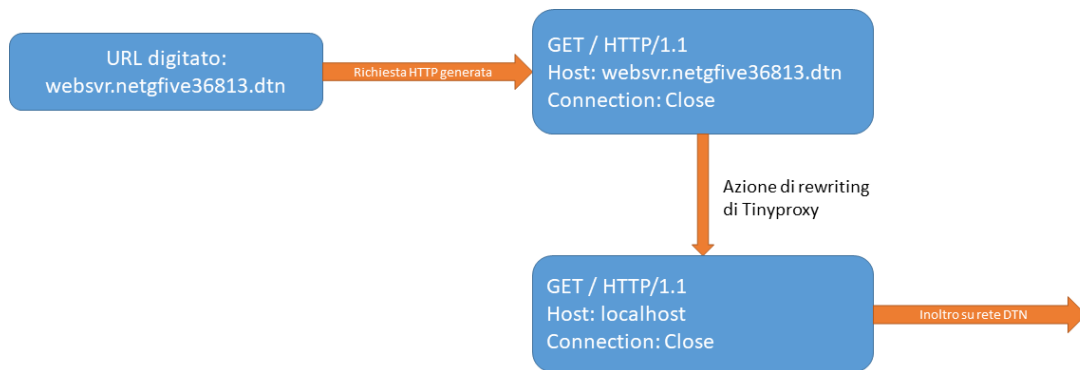 URL digitato:
websvr.netgfive36813.dtn
Richiesta HTTP generata
GET / HTTP/1.1
Host: websvr.netgfive36813.dtn
Connection: Close
Azione di rewriting
di Tinyproxy
GET / HTTP/1.1
Host: localhost
Connection: Close
Inoltro su rete DTN